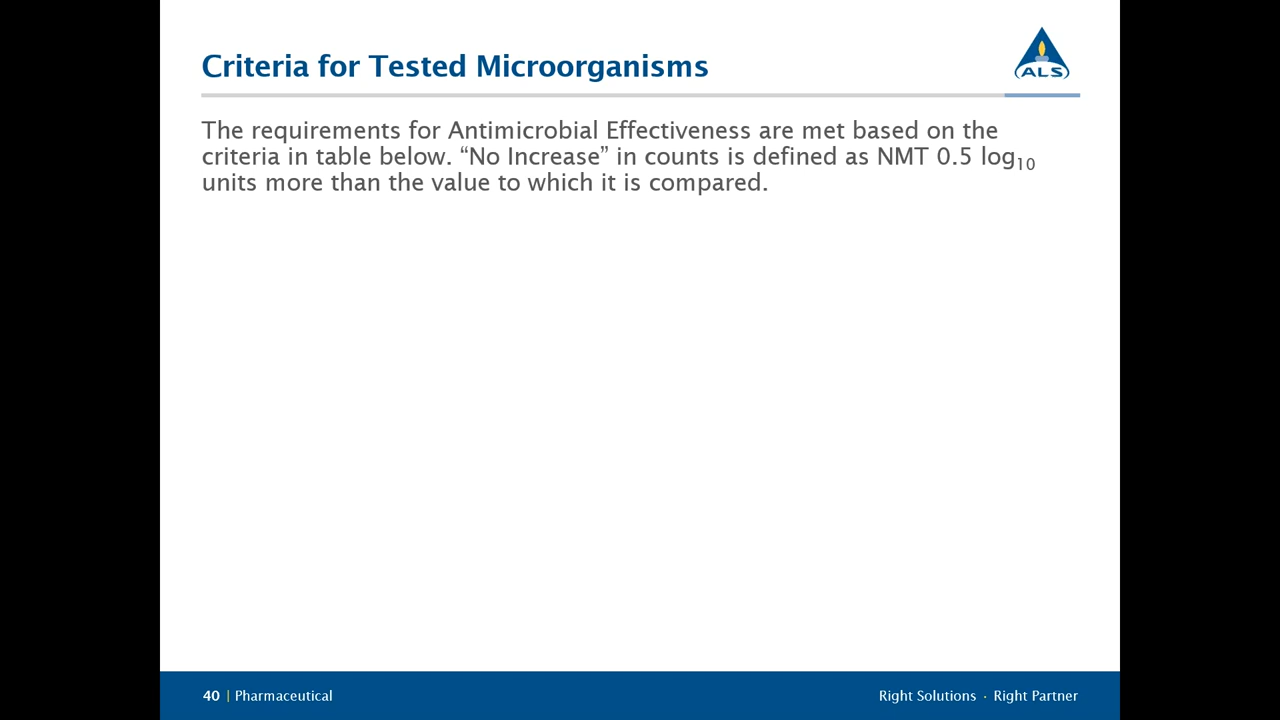 Criteria for Tested Microorganisms
ALS
The requirements for Antimicrobial Effectiveness are met based on the
criteria in table below. “No Increase” in counts is defined as NMT 0.5 log₁₀
units more than the value to which it is compared.
40 | Pharmaceutical
Right Solutions · Right Partner